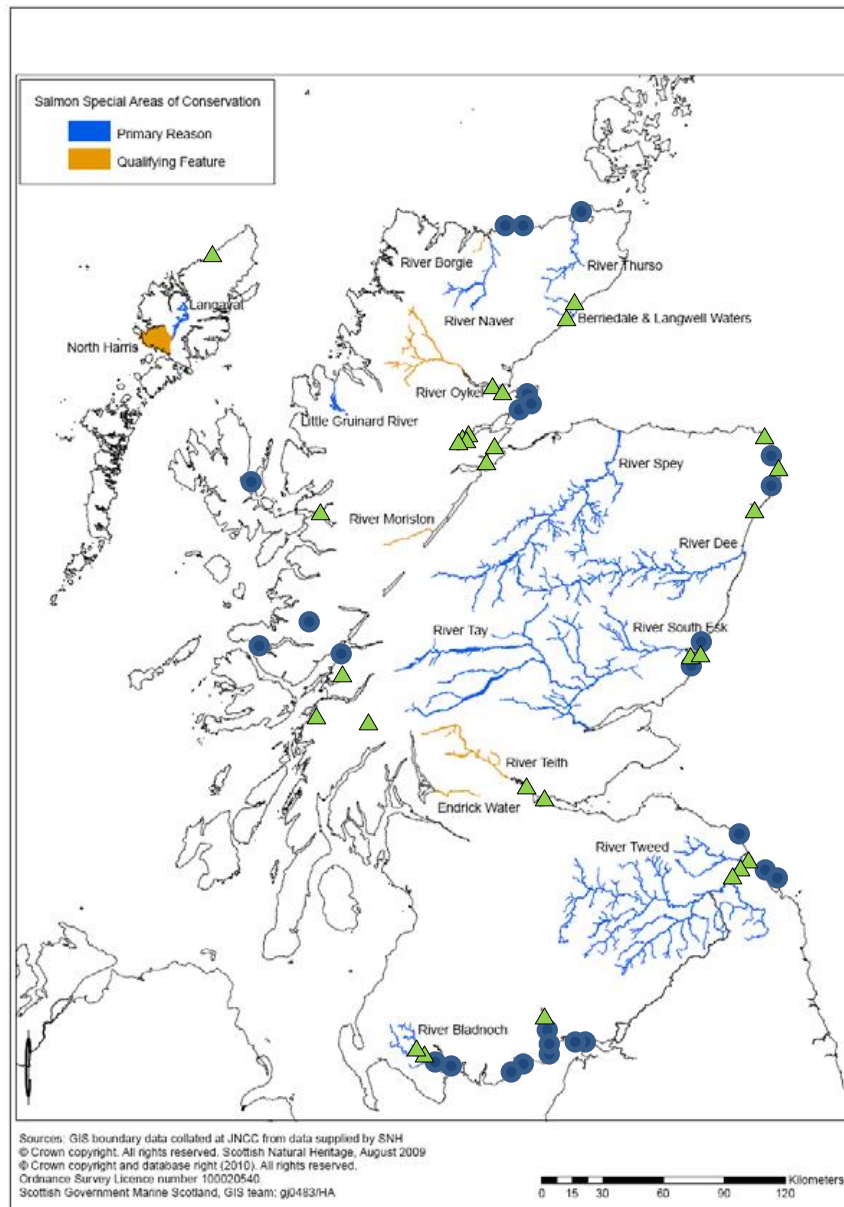 Salmon Special Areas of Conservation
Primary Reason
Qualifying Feature
River Borgie
River Thurso
Langavat
River Naver
Berriedale & Langwell Waters
North Harris
River Oykel
Little Gruinard River
River Spey
River Moriston
River Dee
River Tay
River South Esk
River Teith
Endrick Water
River Tweed
River Bladnoch
Sources: GIS boundary data collated at JNCC from data supplied by SNH
© Crown copyright. All rights reserved. Scottish Natural Heritage, August 2009
© Crown copyright and database right (2010). All rights reserved.
Ordnance Survey Licence number 100020540.
Scottish Government Marine Scotland, GIS team: gj0483/HA
Kilometers
0 15 30 60 90 120